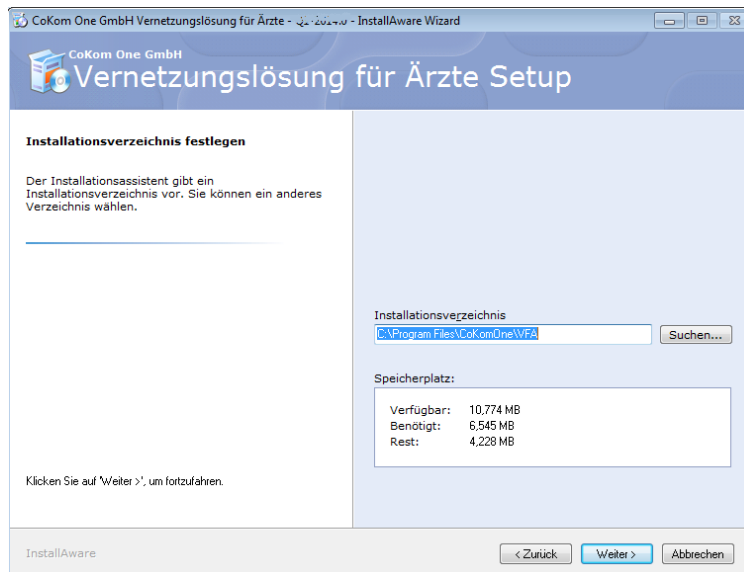 CoKom One GmbH Vernetzungslösung für Ärzte - - InstallAware Wizard
CoKom One GmbH
Vernetzungslösung für Ärzte Setup
Installationsverzeichnis festlegen
Der Installationsassistent gibt ein
Installationsverzeichnis vor. Sie können ein anderes
Verzeichnis wählen.
Installationsverzeichnis
C:\Program Files\CoKomOne\VFA
Suchen...
Speicherplatz:
Verfügbar: 10,774 MB
Benötigt: 6,545 MB
Rest: 4,228 MB
Klicken Sie auf 'Weiter >', um fortzufahren.
InstallAware
< Zurück
Weiter >
Abbrechen